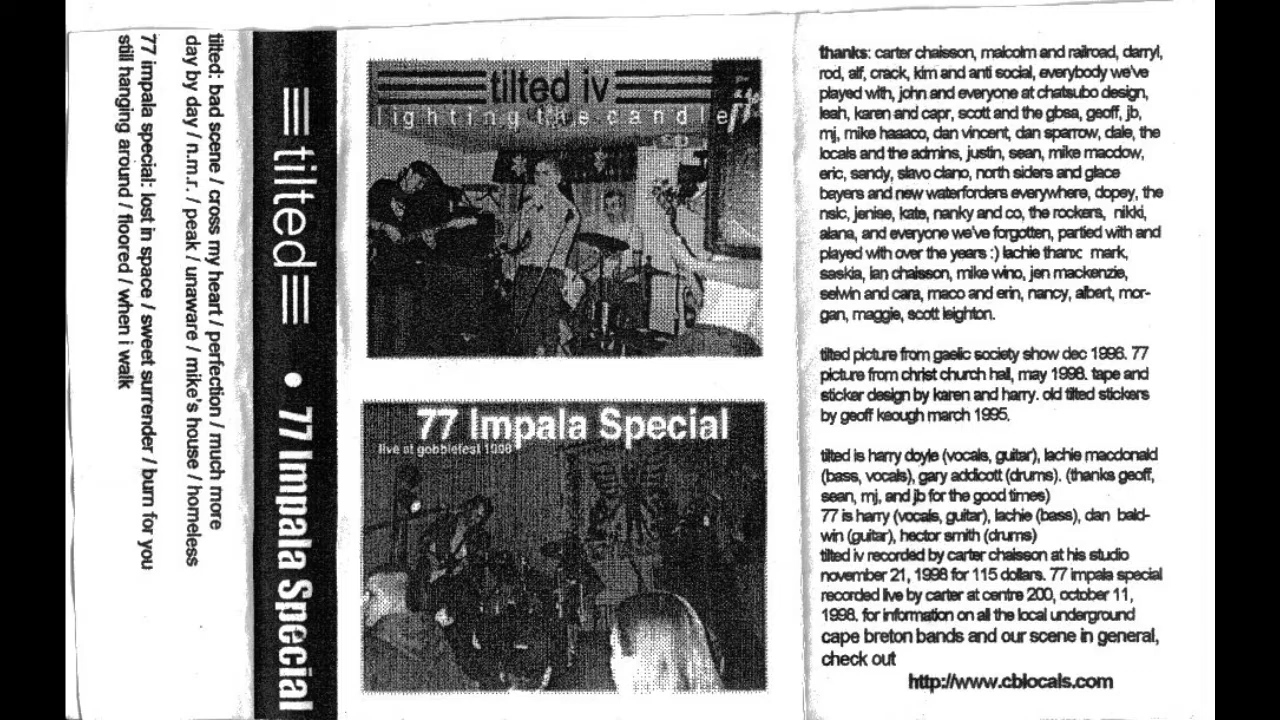 tilted: bad scene / cross my heart / perfection / much more
day by day / n.m.r. / peak / unaware / mike's house / homeless
77 impala special: lost in space / sweet surrender / burn for you
still hanging around / floored / when i walk
tilted • 77 Impala Special
tilted iv
lighting the candle
77 Impala Special
live at gobblefest 1998
thanks: carter chaisson, malcolm and railroad, darryl,
rod, alf, crack, kim and anti social, everybody we've
played with, john and everyone at chatsubo design,
leah, karen and capr, scott and the gbsa, geoff, jb,
mj, mike haaaco, dan vincent, dan sparrow, dale, the
locals and the admins, justin, sean, mike macdow,
eric, sandy, slavo clano, north siders and glace
bayers and new waterforders everywhere, dopey, the
nsic, jenise, kate, nanky and co, the rockers, nikki,
alana, and everyone we've forgotten, partied with and
played with over the years :) lachie thanx mark,
saskia, ian chaisson, mike wino, jen mackenzie,
selwin and cara, maco and erin, nancy, albert, mor-
gan, maggie, scott leighton.
tilted picture from gaelic society show dec 1996. 77
picture from christ church hall, may 1998. tape and
sticker design by karen and harry. old tilted stickers
by geoff keough march 1995.
tilted is harry doyle (vocals, guitar), lachie macdonald
(bass, vocals), gary addicott (drums). (thanks geoff,
sean, mj, and jb for the good times)
77 is harry (vocals, guitar), lachie (bass), dan bald-
win (guitar), hector smith (drums)
tilted iv recorded by carter chaisson at his studio
november 21, 1998 for 115 dollars. 77 impala special
recorded live by carter at centre 200, october 11,
1998. for information on all the local underground
cape breton bands and our scene in general,
check out
http://www.cblocals.com